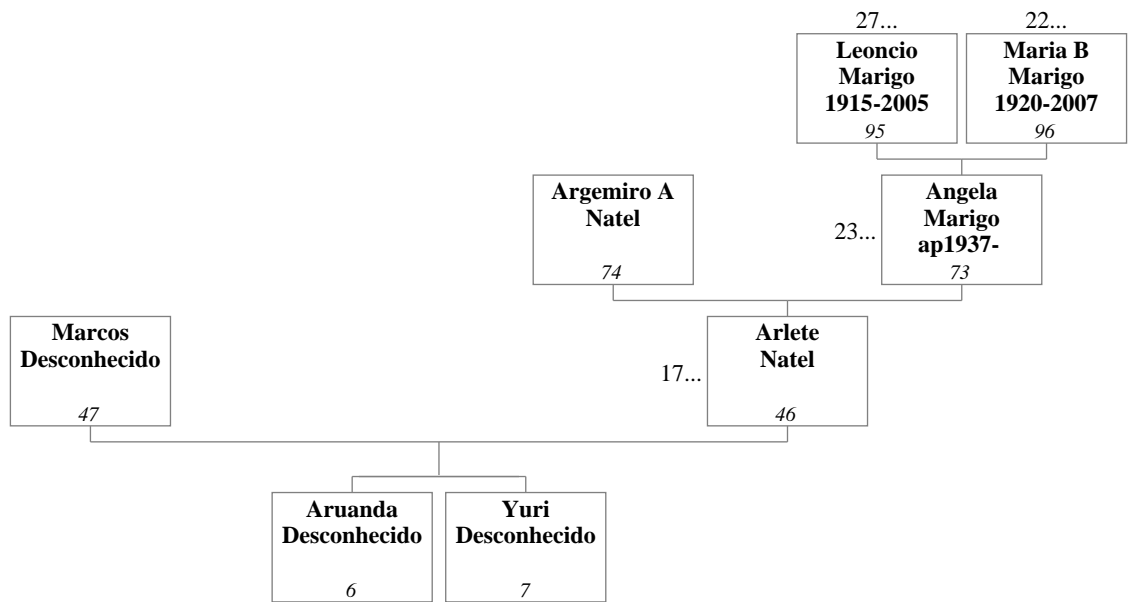 27...
22...
Leoncio
Marigo
1915-2005
95
Maria B
Marigo
1920-2007
96
Argemiro A
Natel
74
23...
Angela
Marigo
ap1937-
73
Marcos
Desconhecido
47
17...
Arlete
Natel
46
Aruanda
Desconhecido
6
Yuri
Desconhecido
7